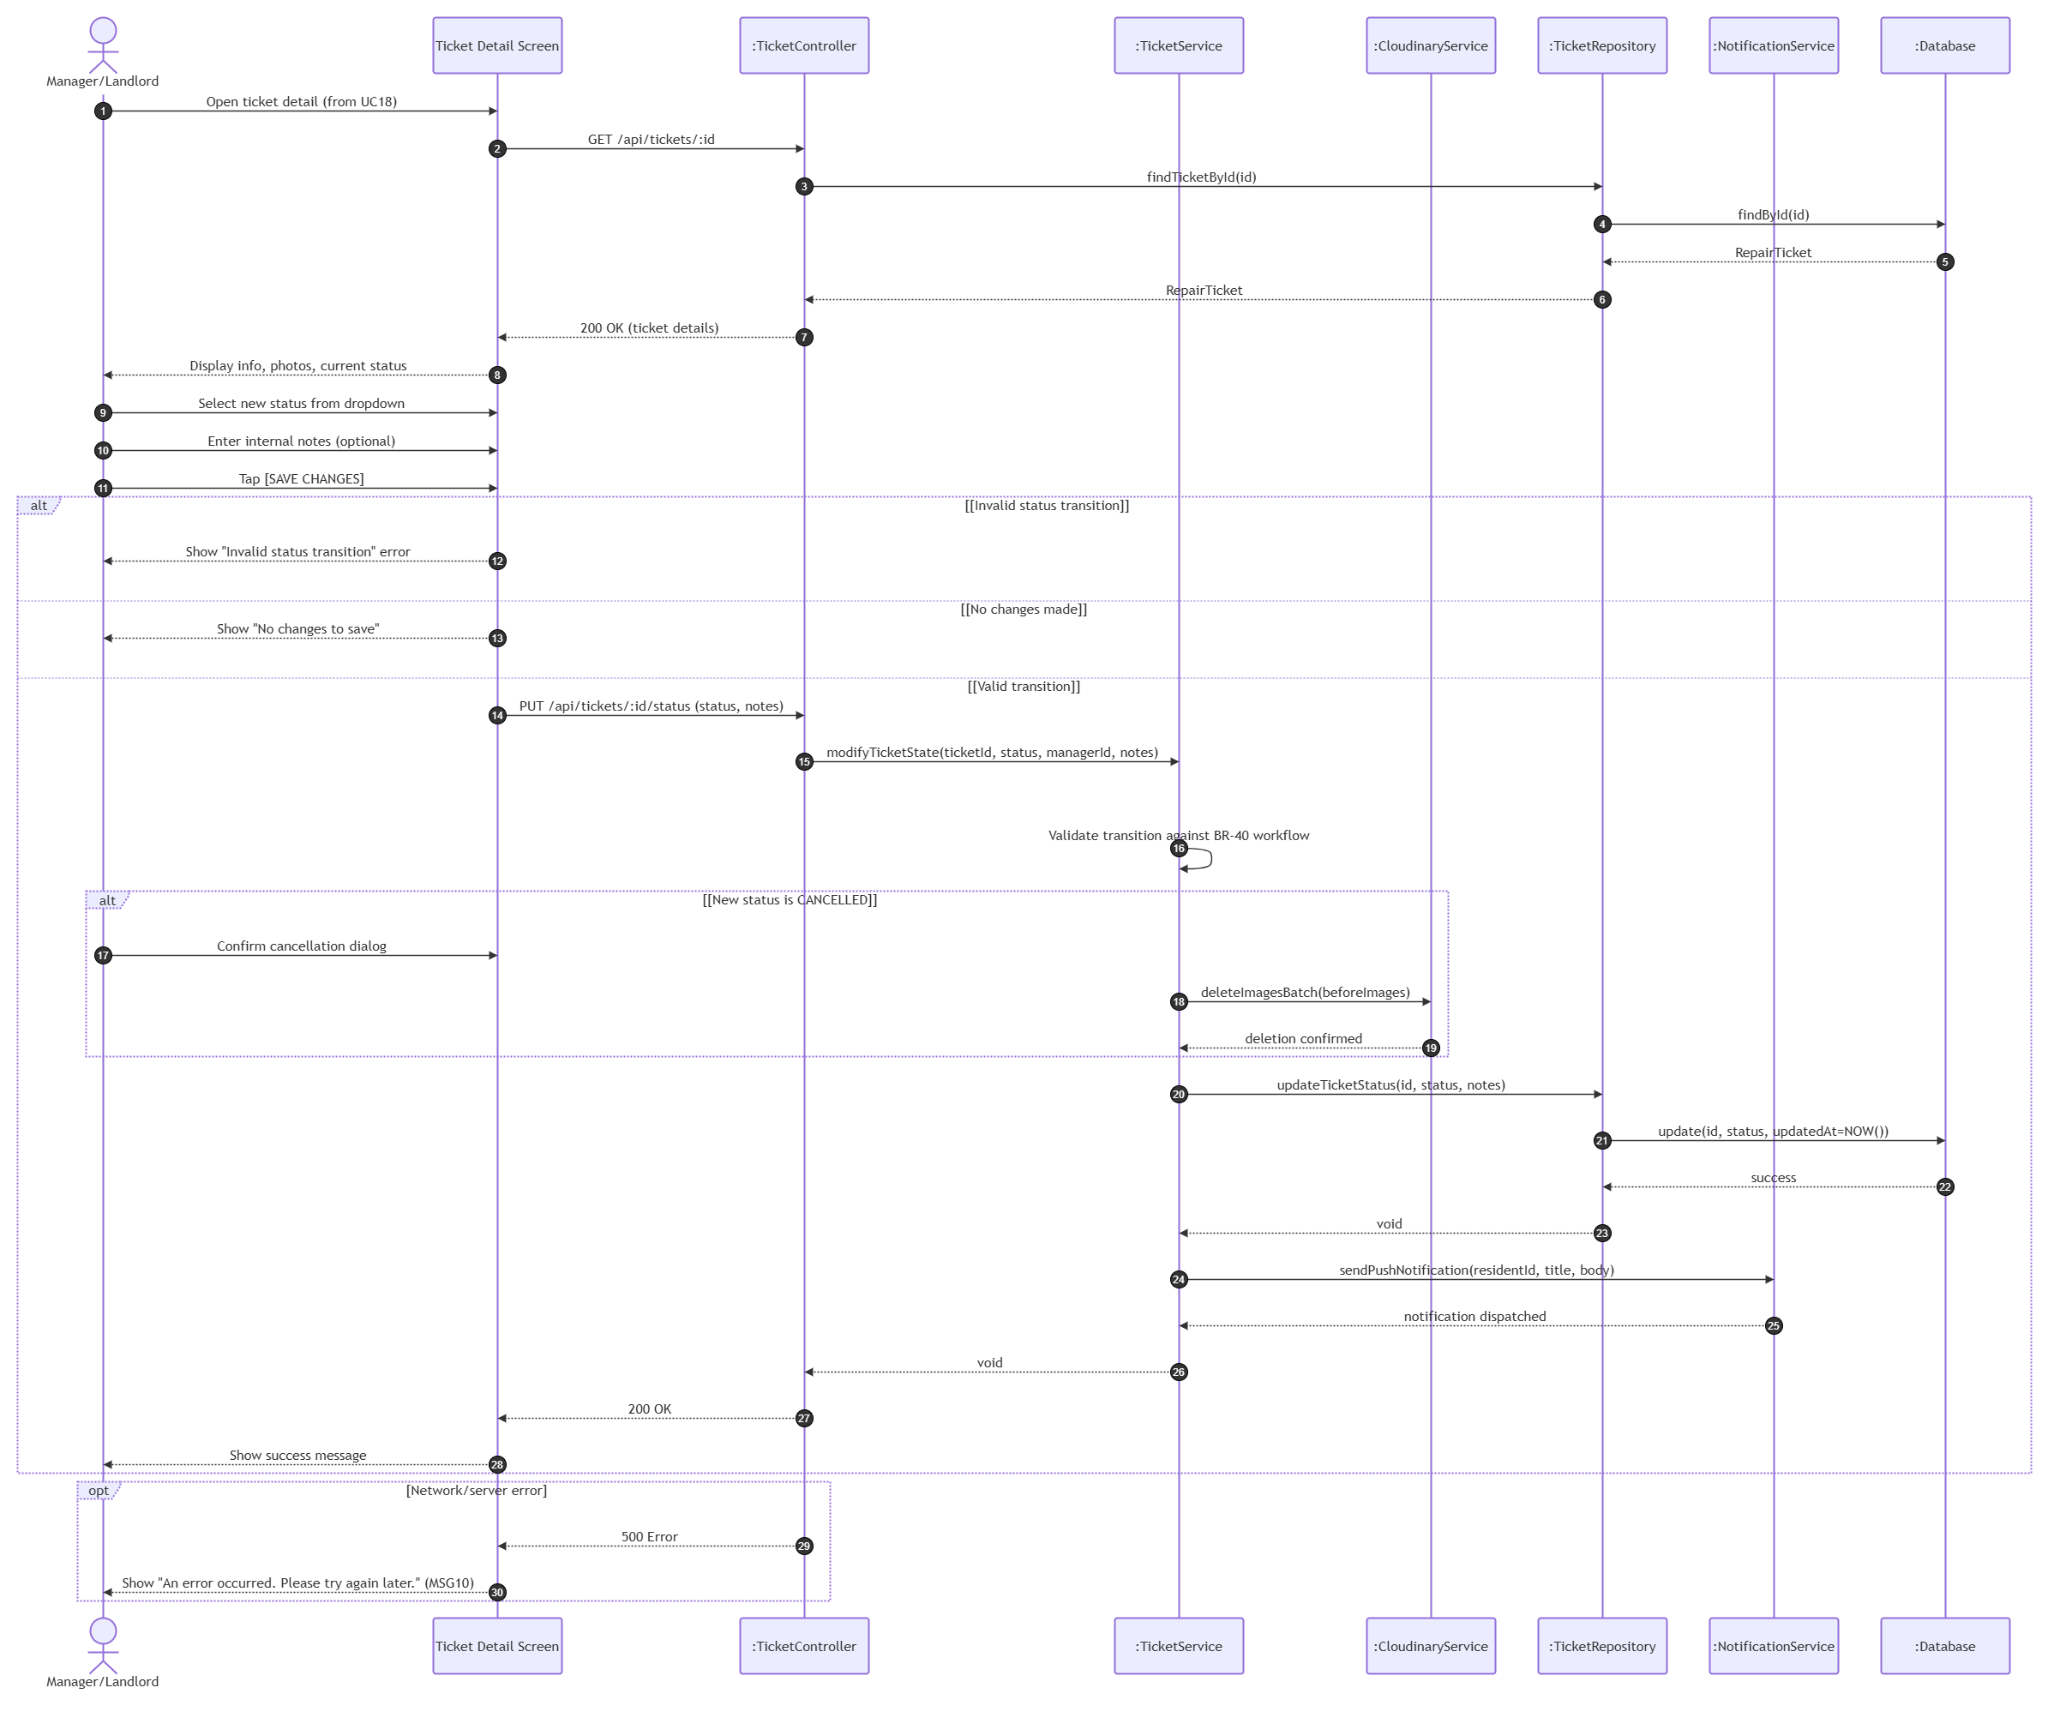 Manager/Landlord
Ticket Detail Screen
:TicketController
:TicketService
:CloudinaryService
:TicketRepository
:NotificationService
:Database
1 Open ticket detail (from UC18)
2 GET /api/tickets/:id
3 findTicketById(id)
4 findById(id)
RepairTicket 5
RepairTicket 6
200 OK (ticket details) 7
Display info, photos, current status 8
9 Select new status from dropdown
10 Enter internal notes (optional)
11 Tap [SAVE CHANGES]
alt [[Invalid status transition]]
Show "Invalid status transition" error 12
[[No changes made]]
Show "No changes to save" 13
[[Valid transition]]
14 PUT /api/tickets/:id/status (status, notes)
15 modifyTicketState(ticketId, status, managerId, notes)
Validate transition against BR-40 workflow
16
alt [[New status is CANCELLED]]
17 Confirm cancellation dialog
18 deleteImagesBatch(beforeImages)
deletion confirmed 19
20 updateTicketStatus(id, status, notes)
21 update(id, status, updatedAt=NOW())
success 22
void 23
24 sendPushNotification(residentId, title, body)
notification dispatched 25
void 26
200 OK 27
Show success message 28
opt [Network/server error]
500 Error 29
Show "An error occurred. Please try again later." (MSG10) 30
Manager/Landlord
Ticket Detail Screen
:TicketController
:TicketService
:CloudinaryService
:TicketRepository
:NotificationService
:Database